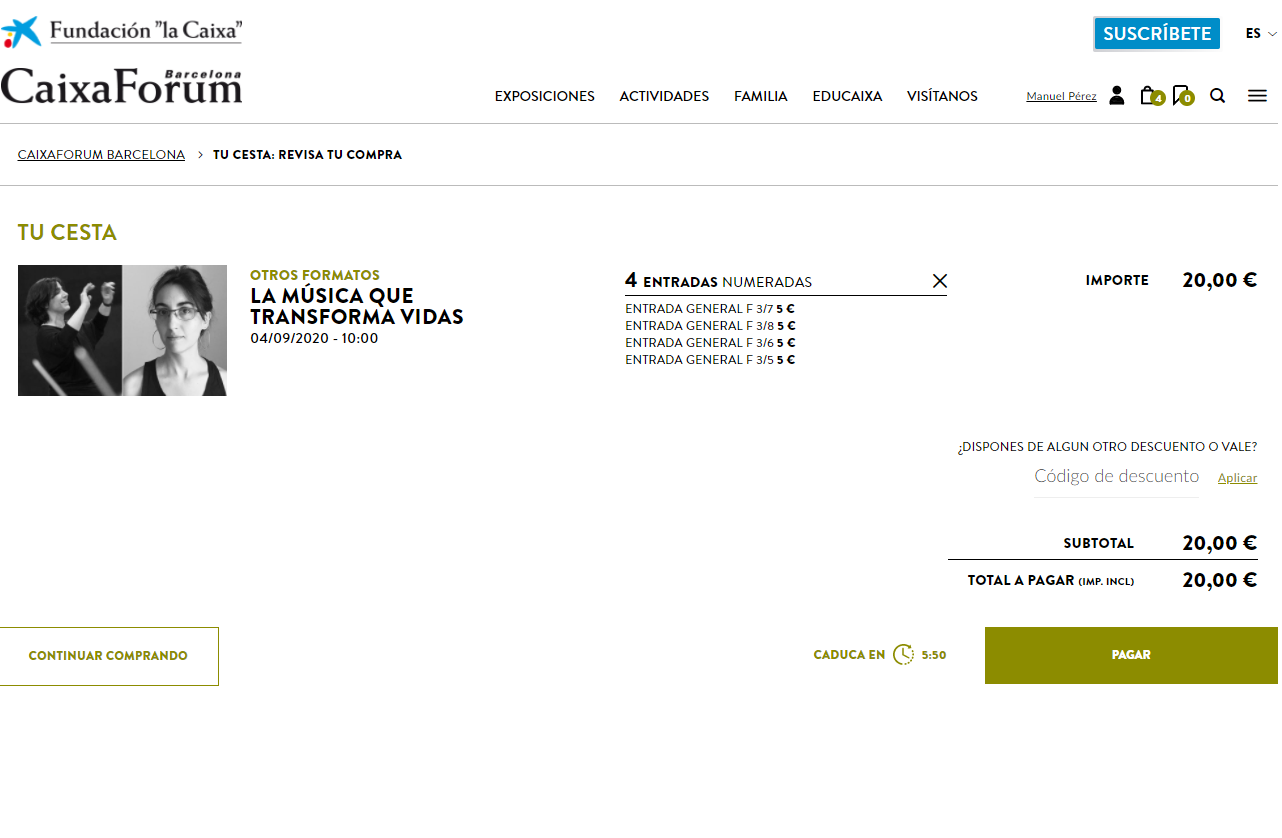 Fundación "la Caixa"
SUSCRÍBETE
ES
CaixaForum
Barcelona
EXPOSICIONES
ACTIVIDADES
FAMILIA
EDUCAIXA
VISÍTANOS
Manuel Pérez
4
0
CAIXAFORUM BARCELONA > TU CESTA: REVISA TU COMPRA
TU CESTA
OTROS FORMATOS
LA MÚSICA QUE
TRANSFORMA VIDAS
04/09/2020 - 10:00
4 ENTRADAS NUMERADAS
ENTRADA GENERAL F 3/7 5 €
ENTRADA GENERAL F 3/8 5 €
ENTRADA GENERAL F 3/6 5 €
ENTRADA GENERAL F 3/5 5 €
IMPORTE 20,00 €
¿DISPONES DE ALGUN OTRO DESCUENTO O VALE?
Código de descuento Aplicar
SUBTOTAL 20,00 €
TOTAL A PAGAR (IMP. INCL) 20,00 €
CONTINUAR COMPRANDO
CADUCA EN 5:50
PAGAR